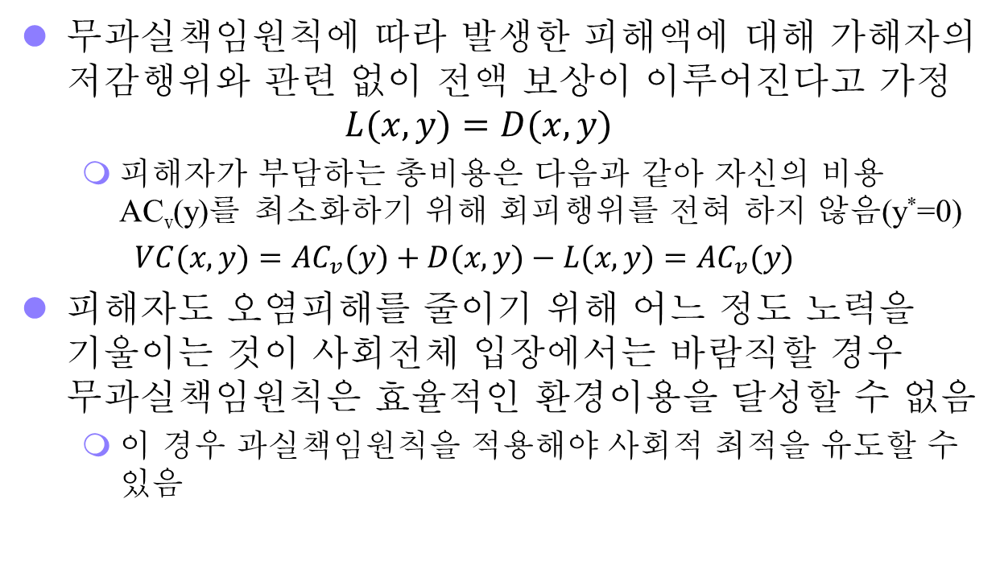 무과실책임원칙에 따라 발생한 피해액에 대해 가해자의
저감행위와 관련 없이 전액 보상이 이루어진다고 가정
L(x, y) = D(x, y)
피해자가 부담하는 총비용은 다음과 같아 자신의 비용
ACᵥ(y)를 최소화하기 위해 회피행위를 전혀 하지 않음(y*=0)
VC(x, y) = ACᵥ(y) + D(x, y) − L(x, y) = ACᵥ(y)
피해자도 오염피해를 줄이기 위해 어느 정도 노력을
기울이는 것이 사회전체 입장에서는 바람직할 경우
무과실책임원칙은 효율적인 환경이용을 달성할 수 없음
이 경우 과실책임원칙을 적용해야 사회적 최적을 유도할 수
있음